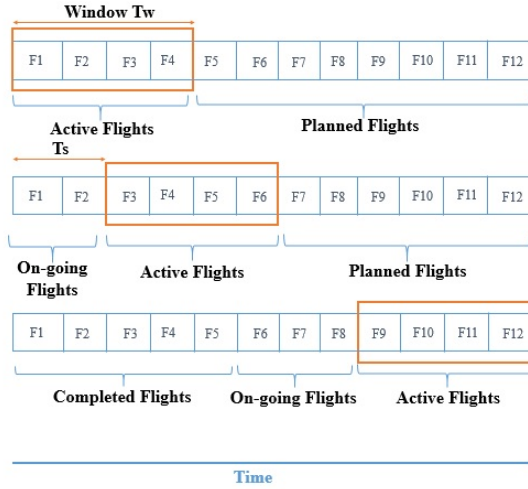 Window Tw
F1 F2 F3 F4 F5 F6 F7 F8 F9 F10 F11 F12
Active Flights Planned Flights
Ts
F1 F2 F3 F4 F5 F6 F7 F8 F9 F10 F11 F12
On-going
Flights Active Flights Planned Flights
F1 F2 F3 F4 F5 F6 F7 F8 F9 F10 F11 F12
Completed Flights On-going Flights Active Flights
Time